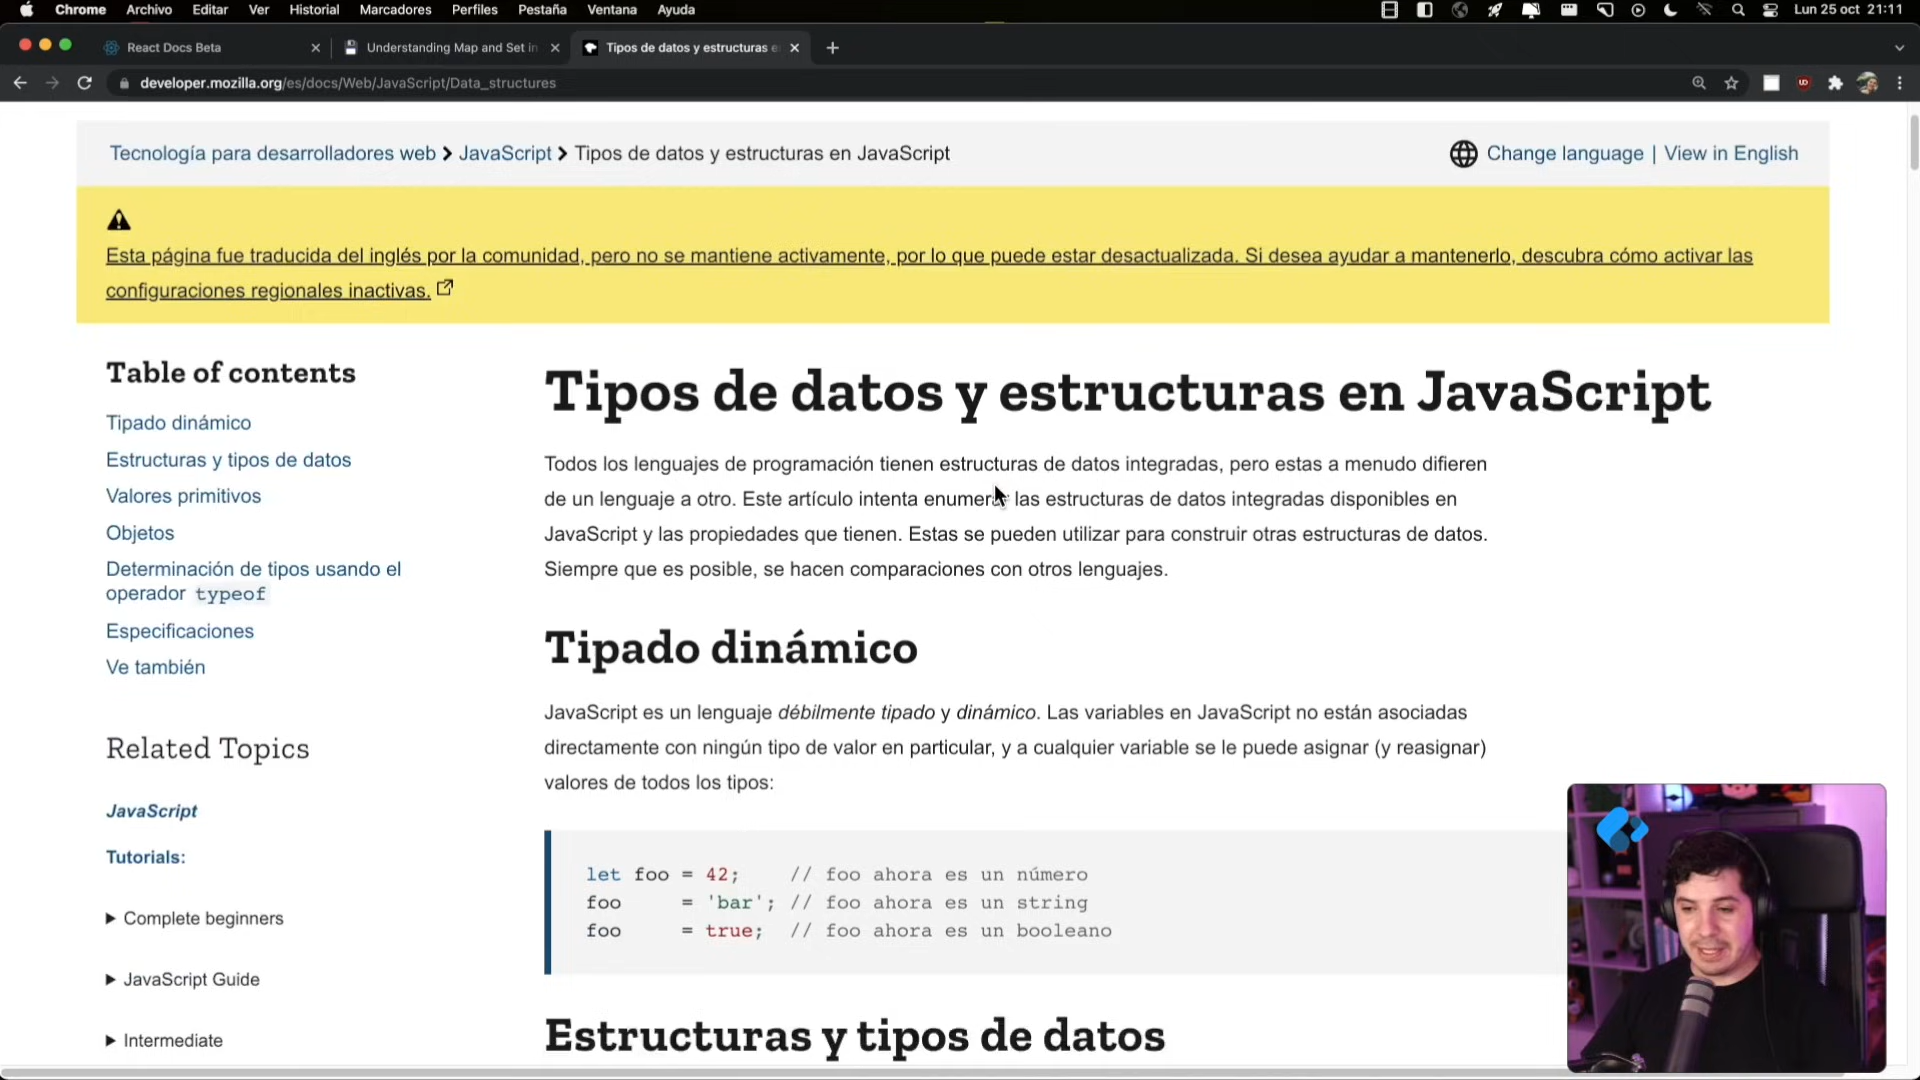 Chrome Archivo Editar Ver Historial Marcadores Perfiles Pestaña Ventana Ayuda Lun 25 oct 21:11
React Docs Beta Understanding Map and Set in Tipos de datos y estructuras e
developer.mozilla.org/es/docs/Web/JavaScript/Data_structures
Tecnología para desarrolladores web JavaScript Tipos de datos y estructuras en JavaScript Change language | View in English
Esta página fue traducida del inglés por la comunidad, pero no se mantiene activamente, por lo que puede estar desactualizada. Si desea ayudar a mantenerlo, descubra cómo activar las
configuraciones regionales inactivas.
Table of contents
Tipado dinámico
Estructuras y tipos de datos
Valores primitivos
Objetos
Determinación de tipos usando el
operador typeof
Especificaciones
Ve también
Related Topics
JavaScript
Tutorials:
Complete beginners
JavaScript Guide
Intermediate
Tipos de datos y estructuras en JavaScript
Todos los lenguajes de programación tienen estructuras de datos integradas, pero estas a menudo difieren
de un lenguaje a otro. Este artículo intenta enumerar las estructuras de datos integradas disponibles en
JavaScript y las propiedades que tienen. Estas se pueden utilizar para construir otras estructuras de datos.
Siempre que es posible, se hacen comparaciones con otros lenguajes.
Tipado dinámico
JavaScript es un lenguaje débilmente tipado y dinámico. Las variables en JavaScript no están asociadas
directamente con ningún tipo de valor en particular, y a cualquier variable se le puede asignar (y reasignar)
valores de todos los tipos:
let foo = 42; // foo ahora es un número
foo = 'bar'; // foo ahora es un string
foo = true; // foo ahora es un booleano
Estructuras y tipos de datos